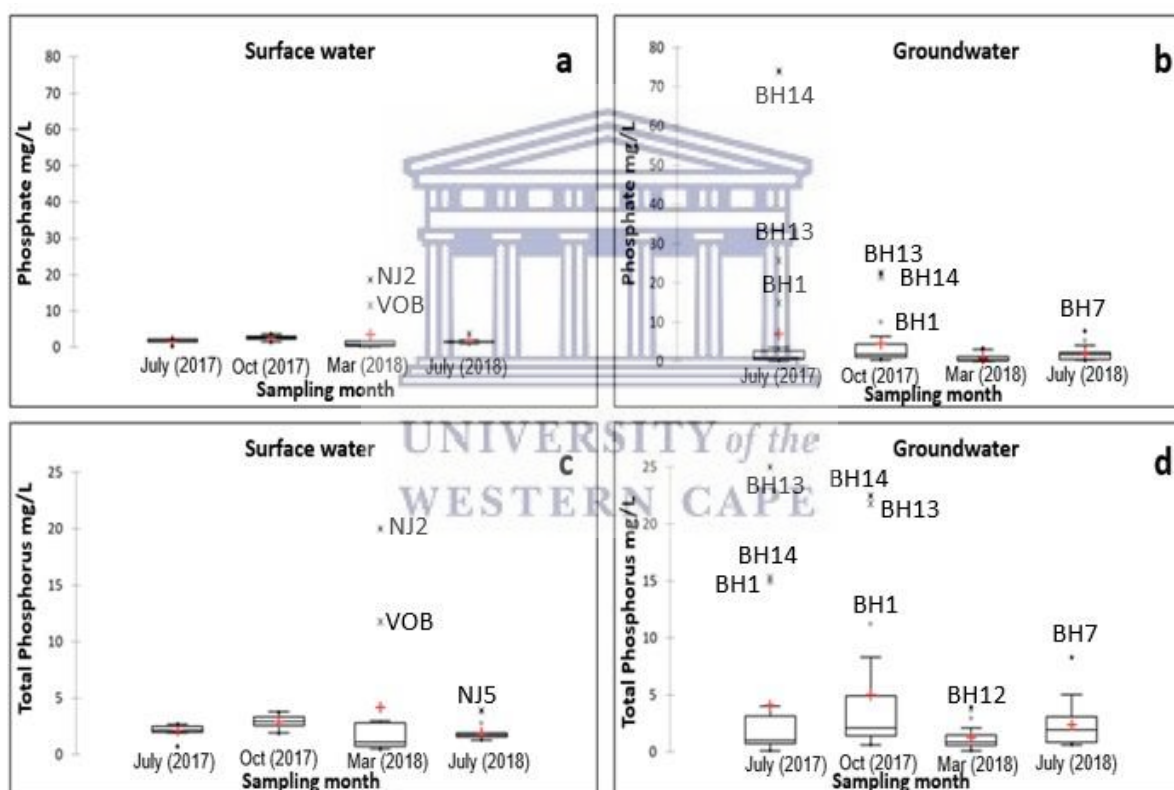 Surface water
a
Phosphate mg/L
80
70
60
50
40
30
20
10
0
NJ2
VOB
July (2017) Oct (2017) Mar (2018) July (2018)
Sampling month
Groundwater
b
Phosphate mg/L
80
70
60
50
40
30
20
10
0
BH14
BH13
BH1
BH13
BH14
BH1
BH7
July (2017) Oct (2017) Mar (2018) July (2018)
Sampling month
UNIVERSITY of the
WESTERN CAPE
Surface water
c
Total Phosphorus mg/L
25
20
15
10
5
0
NJ2
VOB
NJ5
July (2017) Oct (2017) Mar (2018) July (2018)
Sampling month
Groundwater
d
Total Phosphorus mg/L
25
20
15
10
5
0
BH13
BH14
BH13
BH14
BH1
BH1
BH12
BH7
July (2017) Oct (2017) Mar (2018) July (2018)
Sampling month